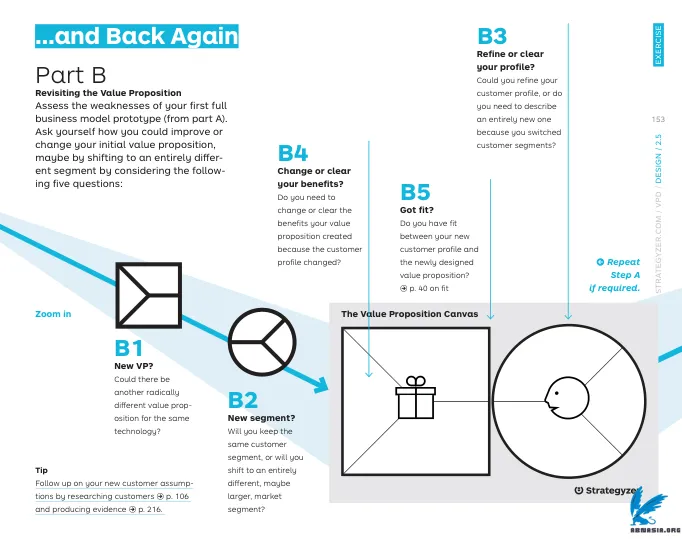 ...and Back Again
Part B
Revisiting the Value Proposition
Assess the weaknesses of your first full
business model prototype (from part A).
Ask yourself how you could improve or
change your initial value proposition,
maybe by shifting to an entirely differ-
ent segment by considering the follow-
ing five questions:
Zoom in
B1
New VP?
Could there be
another radically
different value prop-
osition for the same
technology?
B2
New segment?
Will you keep the
same customer
segment, or will you
shift to an entirely
different, maybe
larger, market
segment?
B4
Change or clear
your benefits?
Do you need to
change or clear the
benefits your value
proposition created
because the customer
profile changed?
B5
Got fit?
Do you have fit
between your new
customer profile and
the newly designed
value proposition?
→ p. 40 on fit
B3
Refine or clear
your profile?
Could you refine your
customer profile, or do
you need to describe
an entirely new one
because you switched
customer segments?
Repeat
Step A
if required.
The Value Proposition Canvas
Strategyzer
Tip
Follow up on your new customer assump-
tions by researching customers → p. 106
and producing evidence → p. 216.
EXERCISE
153
STRATEGYZER.COM / VPD / DESIGN / 2.5
ARMASIA.ORG